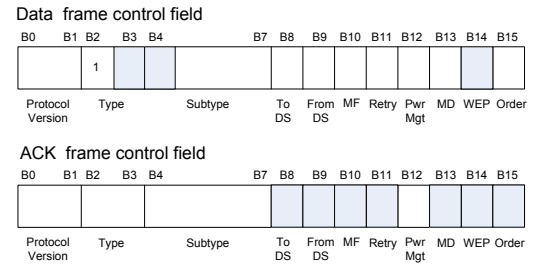 Data frame control field
B0 B1 B2 B3 B4 B7 B8 B9 B10 B11 B12 B13 B14 B15
1
Protocol Version Type Subtype To DS From DS MF Retry Pwr Mgt MD WEP Order
ACK frame control field
B0 B1 B2 B3 B4 B7 B8 B9 B10 B11 B12 B13 B14 B15
Protocol Version Type Subtype To DS From DS MF Retry Pwr Mgt MD WEP Order